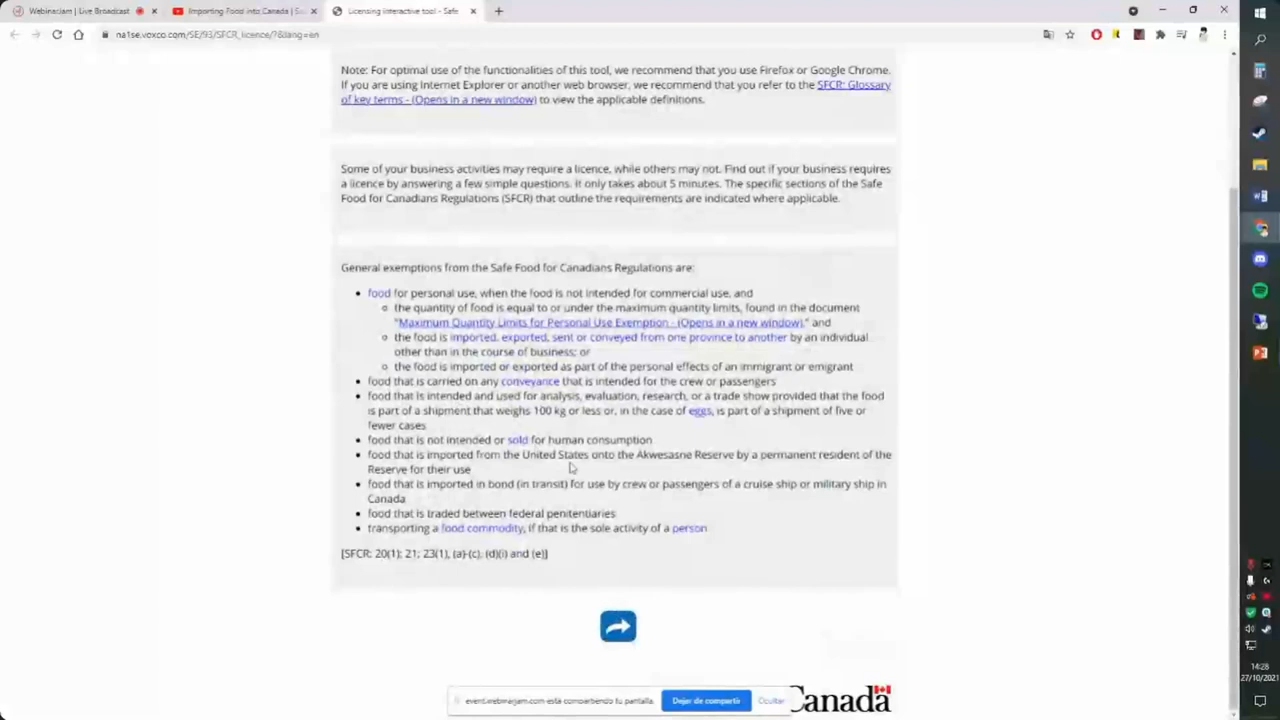 WebinarJam | Live Broadcast
Importing Food into Canada | So
Licensing interactive tool - Safe
na1se.voxco.com/SE/93/SFCR_licence/?&lang=en
Note: For optimal use of the functionalities of this tool, we recommend that you use Firefox or Google Chrome.
If you are using Internet Explorer or another web browser, we recommend that you refer to the SFCR: Glossary
of key terms - (Opens in a new window) to view the applicable definitions.
Some of your business activities may require a licence, while others may not. Find out if your business requires
a licence by answering a few simple questions. It only takes about 5 minutes. The specific sections of the Safe
Food for Canadians Regulations (SFCR) that outline the requirements are indicated where applicable.
General exemptions from the Safe Food for Canadians Regulations are:
• food for personal use, when the food is not intended for commercial use, and
○ the quantity of food is equal to or under the maximum quantity limits, found in the document
"Maximum Quantity Limits for Personal Use Exemption - (Opens in a new window)," and
○ the food is imported, exported, sent or conveyed from one province to another by an individual
other than in the course of business; or
○ the food is imported or exported as part of the personal effects of an immigrant or emigrant
• food that is carried on any conveyance that is intended for the crew or passengers
• food that is intended and used for analysis, evaluation, research, or a trade show provided that the food
is part of a shipment that weighs 100 kg or less or, in the case of eggs, is part of a shipment of five or
fewer cases
• food that is not intended or sold for human consumption
• food that is imported from the United States onto the Akwesasne Reserve by a permanent resident of the
Reserve for their use
• food that is imported in bond (in transit) for use by crew or passengers of a cruise ship or military ship in
Canada
• food that is traded between federal penitentiaries
• transporting a food commodity, if that is the sole activity of a person
[SFCR: 20(1); 21; 23(1), (a)-(c), (d)(i) and (e)]
event.webinarjam.com está compartiendo tu pantalla.
Dejar de compartir
Ocultar
Canada
14:28
27/10/2021